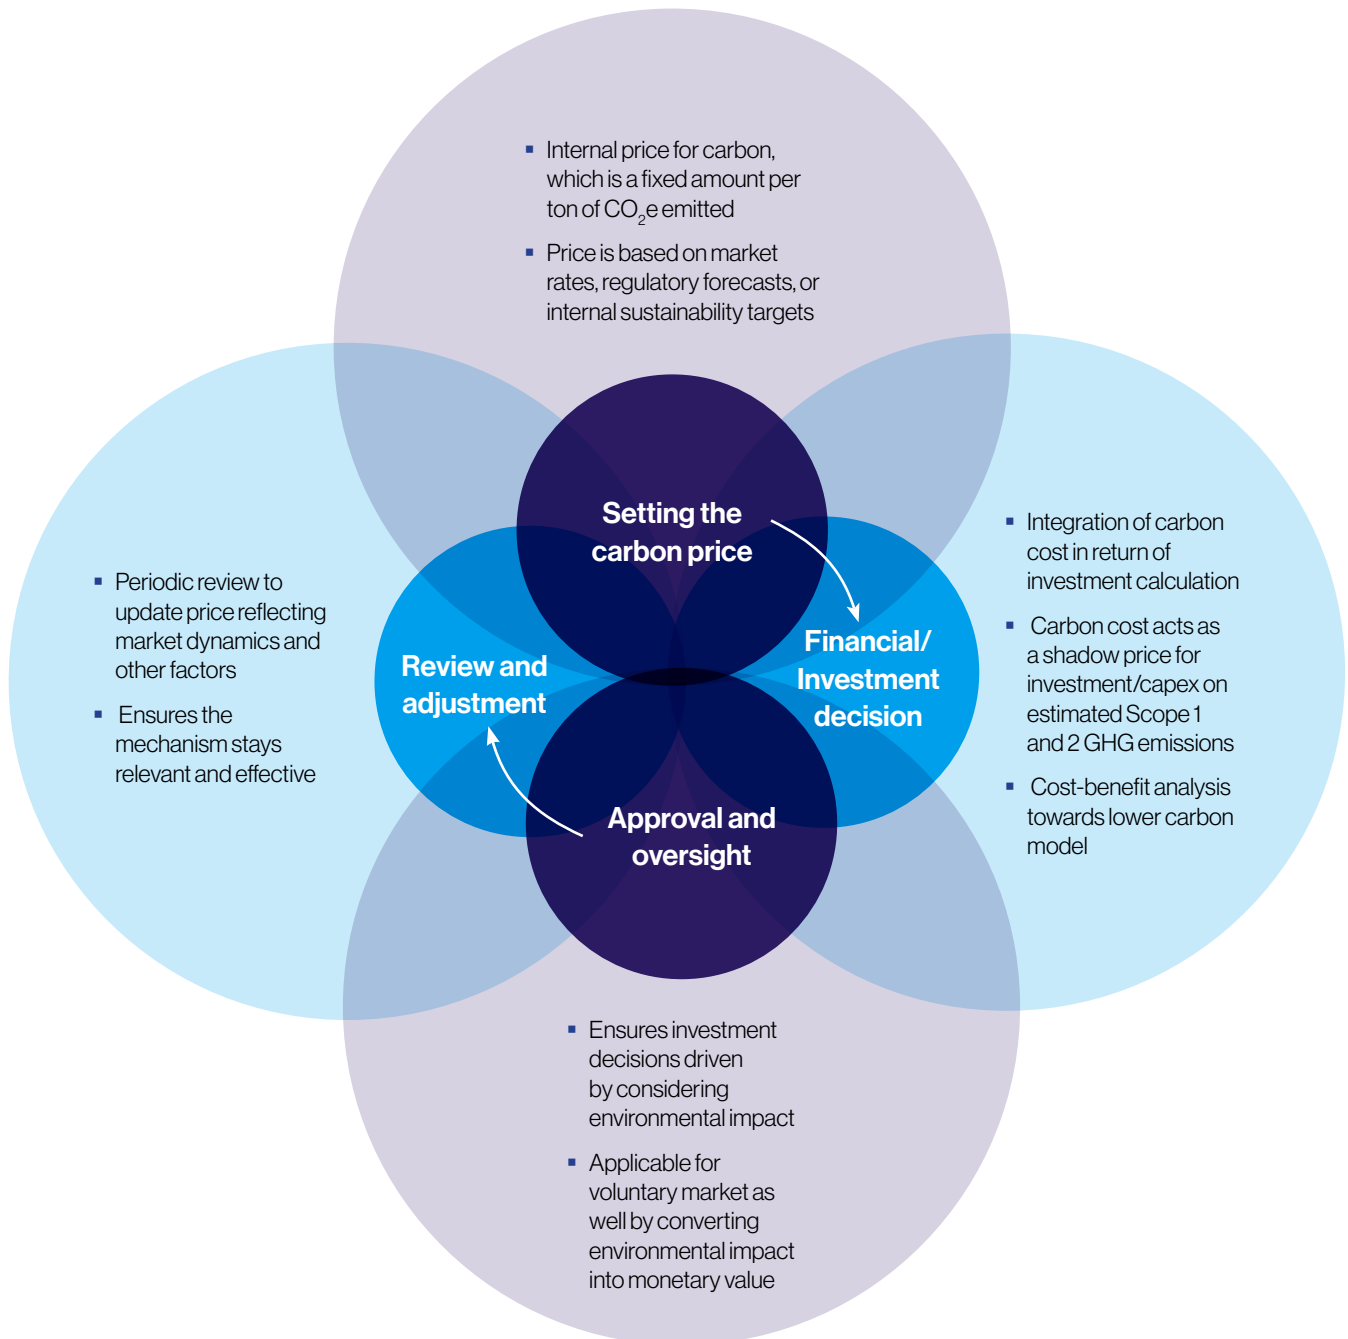 ▪ Internal price for carbon,
which is a fixed amount per
ton of CO₂e emitted
▪ Price is based on market
rates, regulatory forecasts, or
internal sustainability targets
Setting the
carbon price
▪ Integration of carbon
cost in return of
investment calculation
▪ Carbon cost acts as
a shadow price for
investment/capex on
estimated Scope 1
and 2 GHG emissions
▪ Cost-benefit analysis
towards lower carbon
model
Financial/
Investment
decision
▪ Periodic review to
update price reflecting
market dynamics and
other factors
▪ Ensures the
mechanism stays
relevant and effective
Review and
adjustment
Approval and
oversight
▪ Ensures investment
decisions driven
by considering
environmental impact
▪ Applicable for
voluntary market as
well by converting
environmental impact
into monetary value